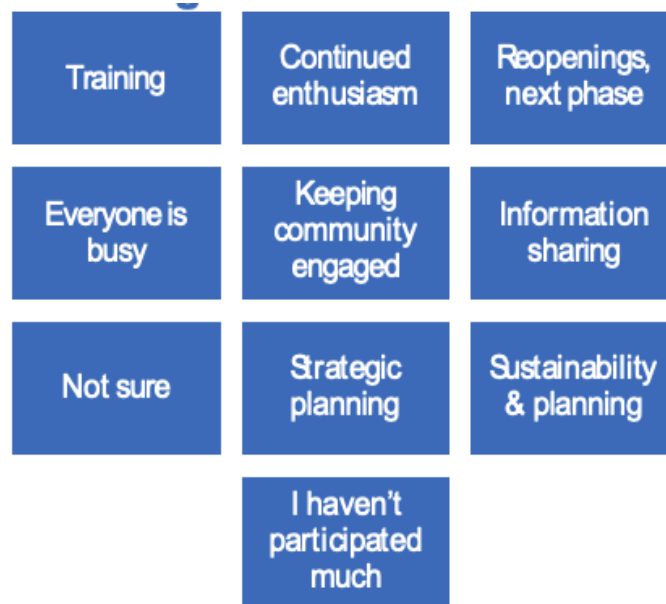 Training
Continued
enthusiasm
Reopenings,
next phase
Everyone is
busy
Keeping
community
engaged
Information
sharing
Not sure
Strategic
planning
Sustainability
& planning
I haven't
participated
much